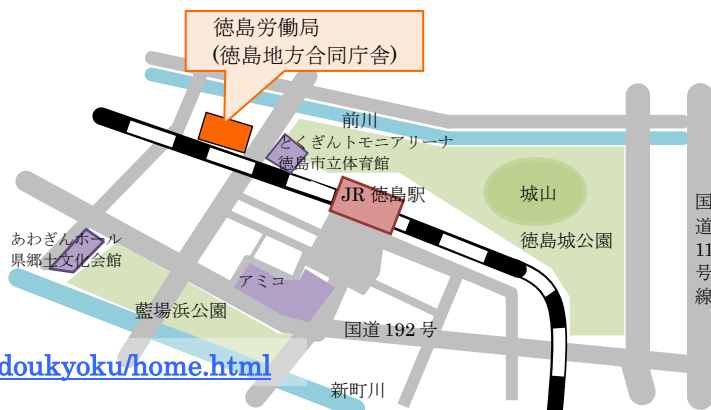 徳島労働局
(徳島地方合同庁舎)
前川
とくぎんトモニアリーナ
徳島市立体育館
JR 徳島駅
城山
徳島城公園
国道11号線
あわぎんホール
県郷土文化会館
アミコ
藍場浜公園
国道 192 号
doukyoku/home.html
新町川